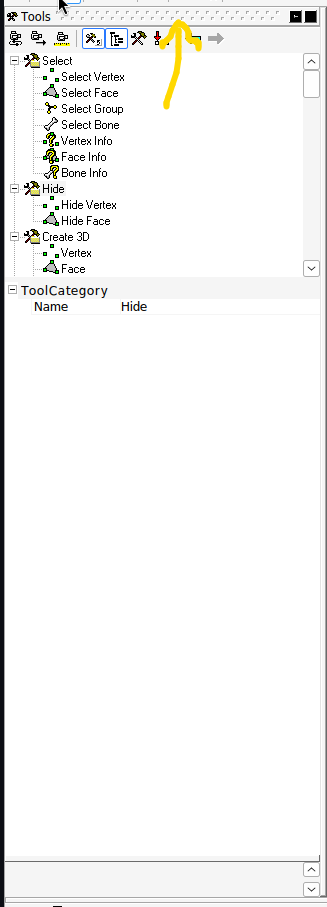 Tools
Select
Select Vertex
Select Face
Select Group
Select Bone
Vertex Info
Face Info
Bone Info
Hide
Hide Vertex
Hide Face
Create 3D
Vertex
Face
ToolCategory
Name Hide